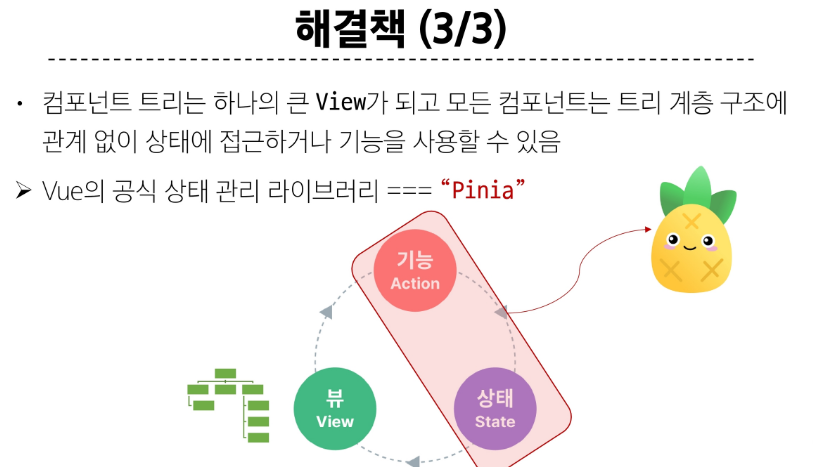 해결책 (3/3)
• 컴포넌트 트리는 하나의 큰 View가 되고 모든 컴포넌트는 트리 계층 구조에
관계 없이 상태에 접근하거나 기능을 사용할 수 있음
➢ Vue의 공식 상태 관리 라이브러리 === “Pinia”
기능
Action
뷰
View
상태
State